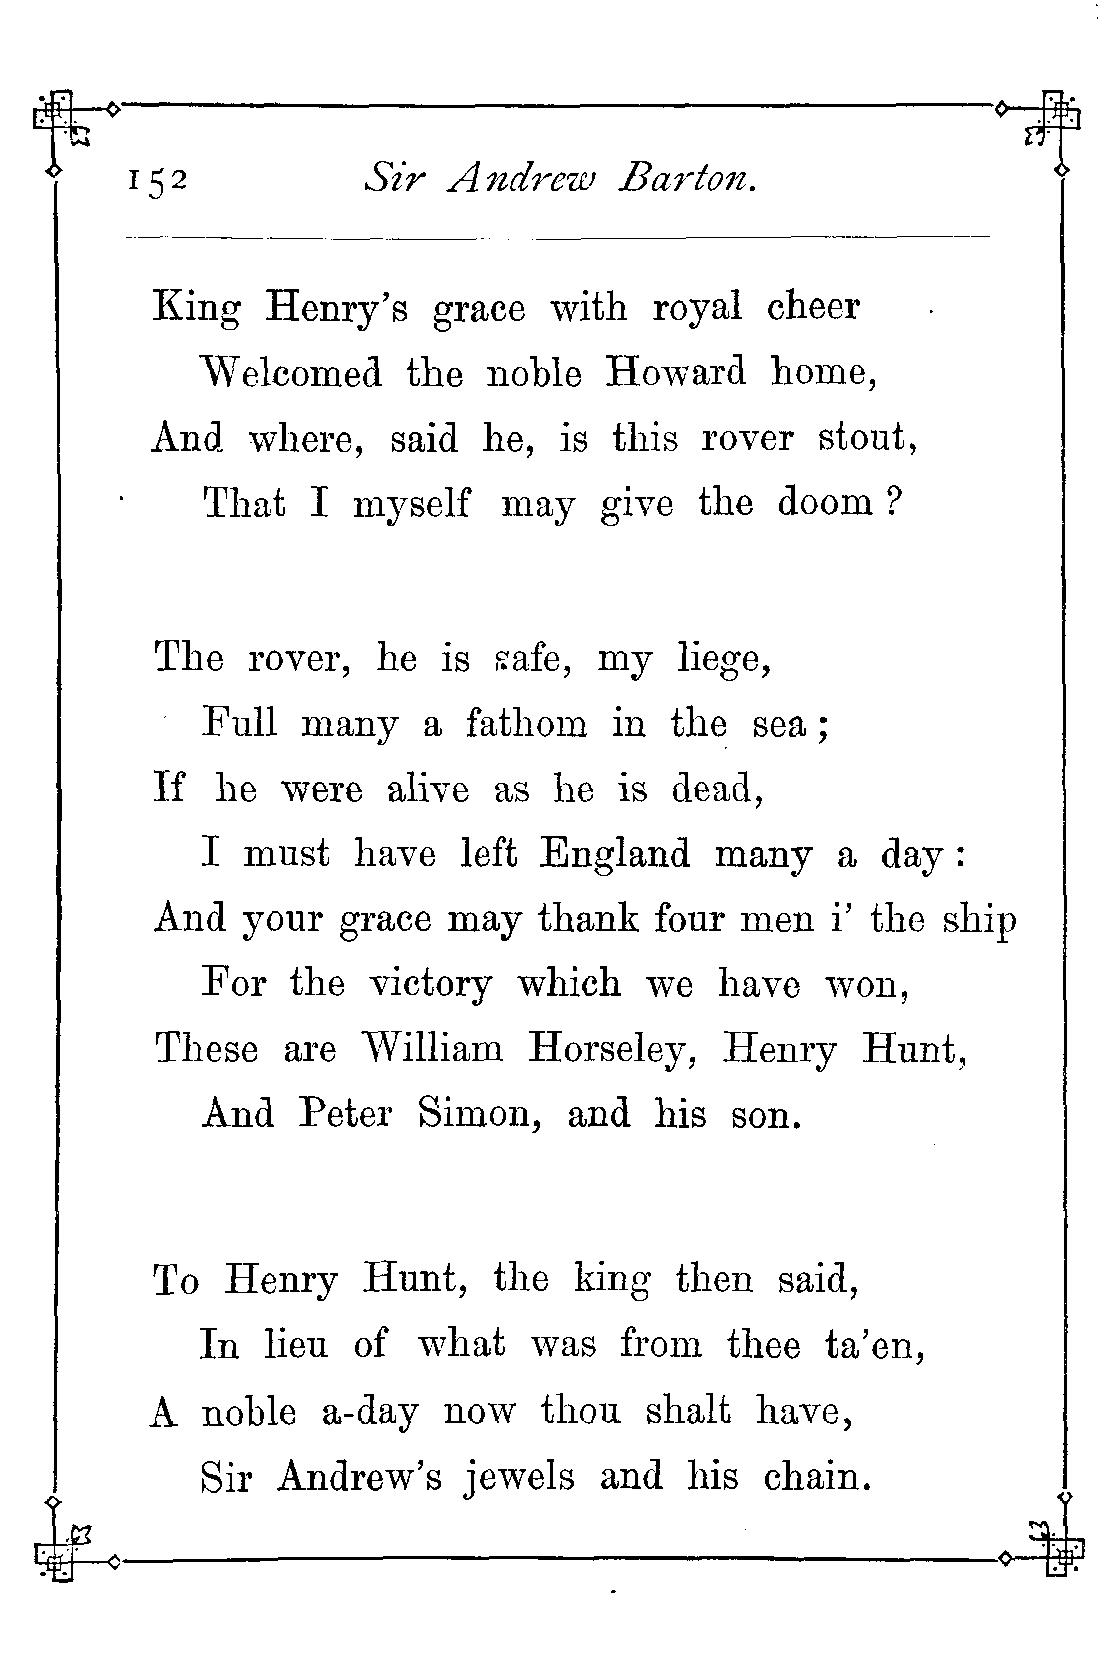 152 Sir Andrew Barton.
King Henry's grace with royal cheer
Welcomed the noble Howard home,
And where, said he, is this rover stout,
That I myself may give the doom ?
The rover, he is safe, my liege,
Full many a fathom in the sea ;
If he were alive as he is dead,
I must have left England many a day :
And your grace may thank four men i' the ship
For the victory which we have won,
These are William Horseley, Henry Hunt,
And Peter Simon, and his son.
To Henry Hunt, the king then said,
In lieu of what was from thee ta'en,
A noble a-day now thou shalt have,
Sir Andrew's jewels and his chain.